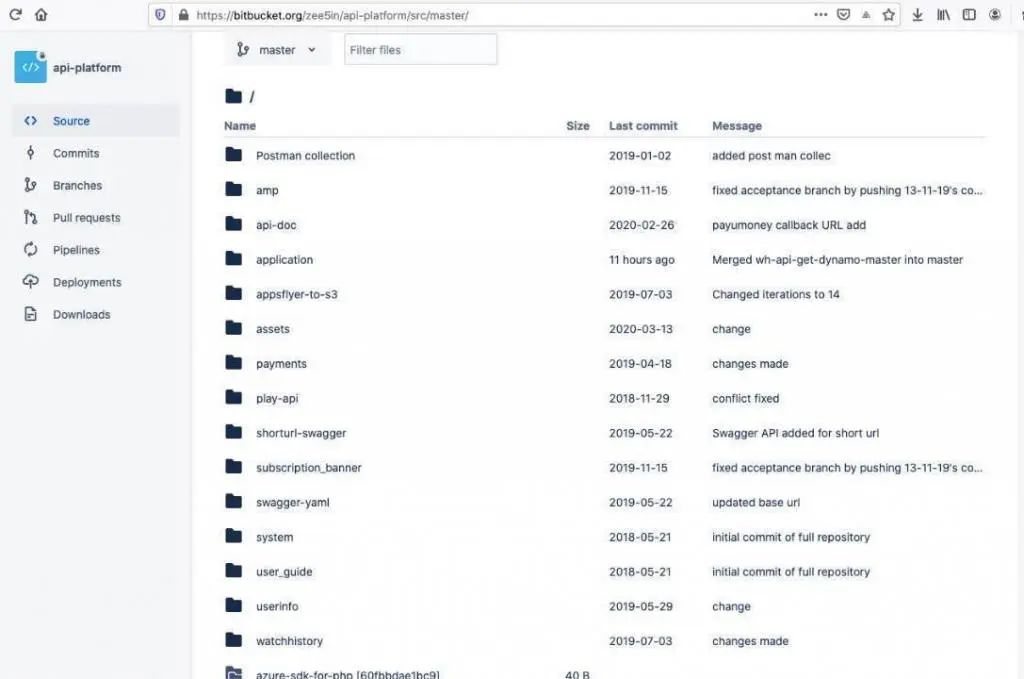 https://bitbucket.org/zee5in/api-platform/src/master/
master
Filter files
api-platform
/
Source
Name Size Last commit Message
Commits
Postman collection 2019-01-02 added post man collec
Branches
amp 2019-11-15 fixed acceptance branch by pushing 13-11-19's co...
Pull requests
api-doc 2020-02-26 payumoney callback URL add
Pipelines
application 11 hours ago Merged wh-api-get-dynamo-master into master
Deployments
appsflyer-to-s3 2019-07-03 Changed iterations to 14
Downloads
assets 2020-03-13 change
payments 2019-04-18 changes made
play-api 2018-11-29 conflict fixed
shorturl-swagger 2019-05-22 Swagger API added for short url
subscription_banner 2019-11-15 fixed acceptance branch by pushing 13-11-19's co...
swagger-yaml 2019-05-22 updated base url
system 2018-05-21 initial commit of full repository
user_guide 2018-05-21 initial commit of full repository
userinfo 2019-05-29 change
watchhistory 2019-07-03 changes made
azure-sdk-for-php [60fbbdae1bc9] 40 B